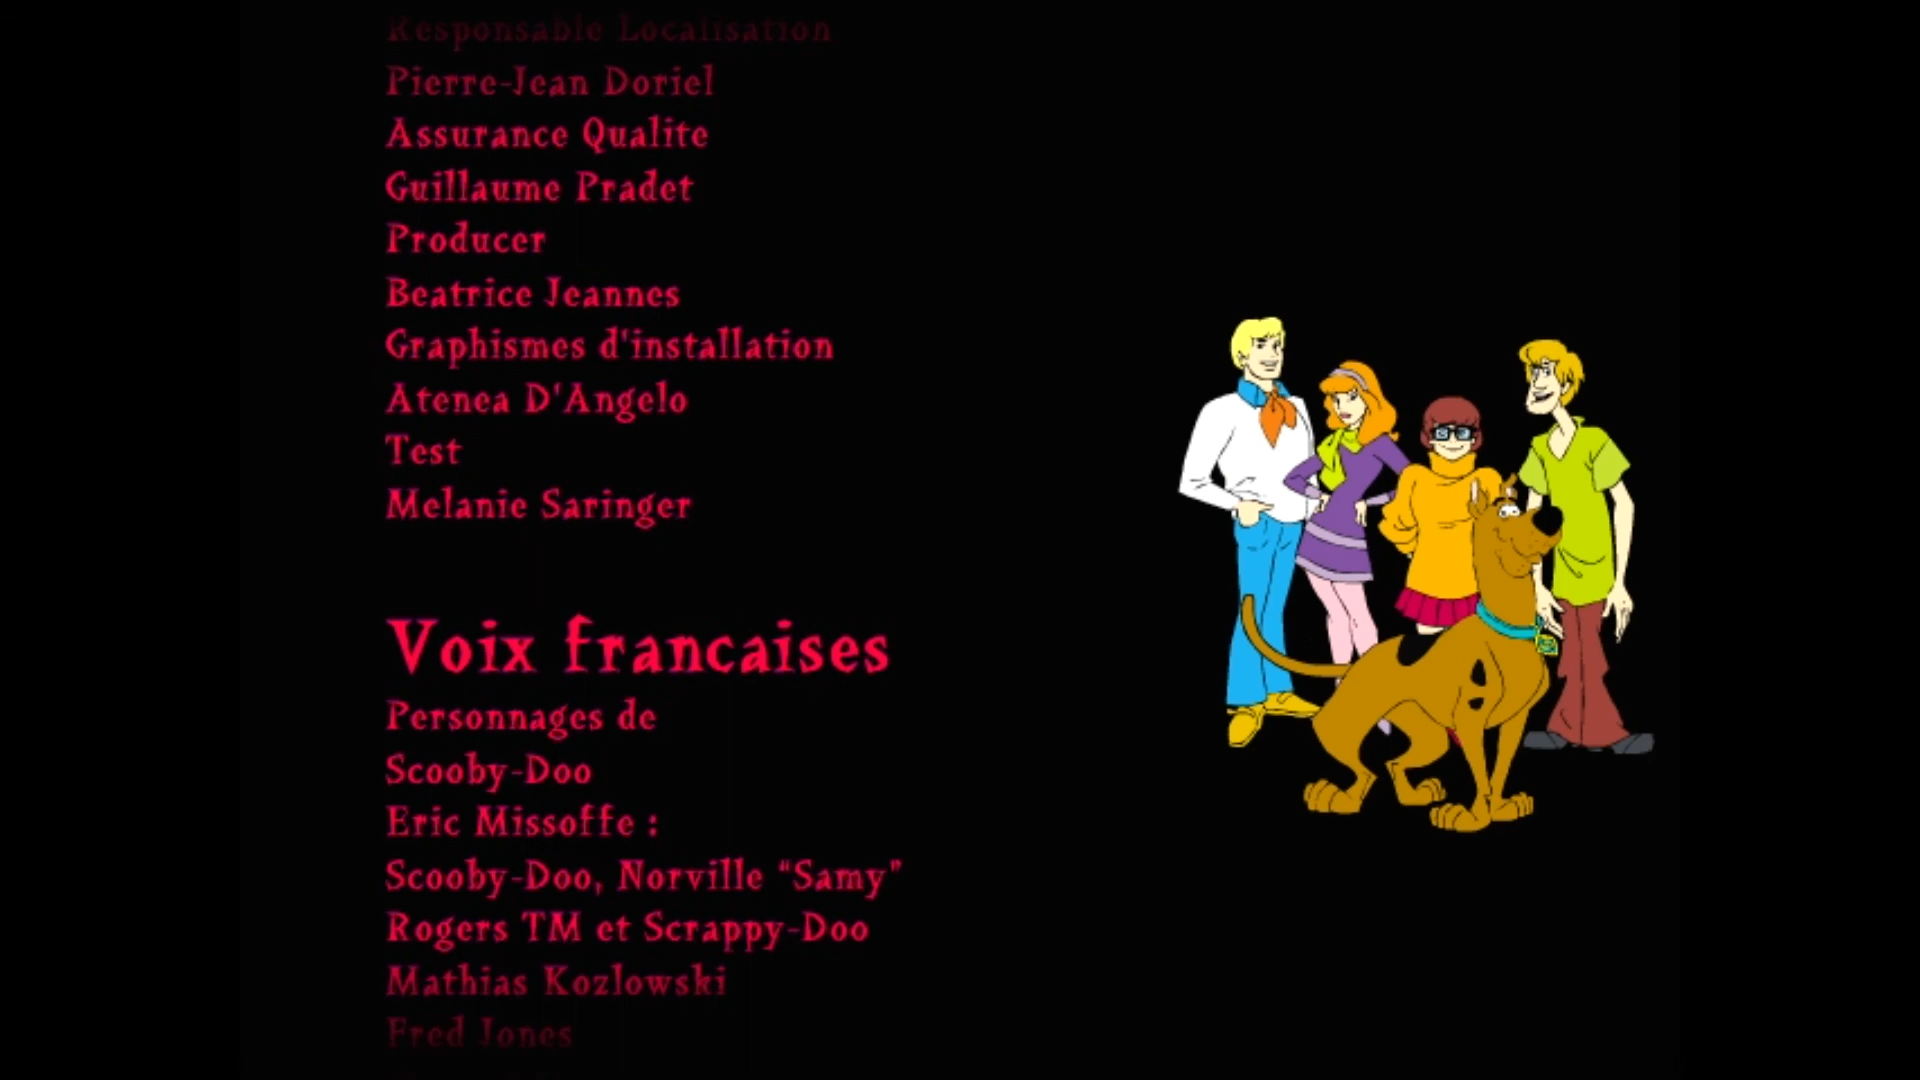 Responsable Localisation
Pierre-Jean Doriel
Assurance Qualite
Guillaume Pradet
Producer
Beatrice Jeannes
Graphismes d'installation
Atenea D'Angelo
Test
Melanie Saringer
Voix francaises
Personnages de
Scooby-Doo
Eric Missoffe :
Scooby-Doo, Norville “Samy”
Rogers TM et Scrappy-Doo
Mathias Kozlowski
Fred Jones